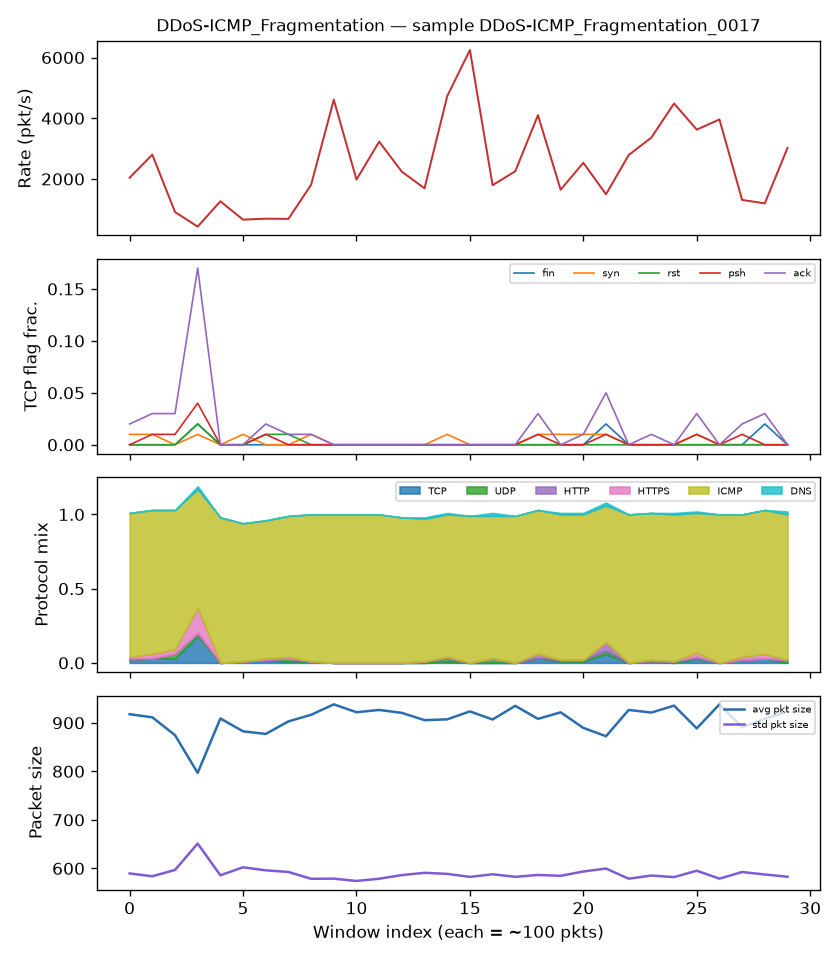 DDoS-ICMP_Fragmentation — sample DDoS-ICMP_Fragmentation_0017
6000
4000
2000
Rate (pkt/s)
fin syn rst psh ack
0.15
0.10
0.05
0.00
TCP flag frac.
TCP UDP HTTP HTTPS ICMP DNS
1.0
0.5
0.0
Protocol mix
avg pkt size
std pkt size
900
800
700
600
Packet size
0 5 10 15 20 25 30
Window index (each = ~100 pkts)